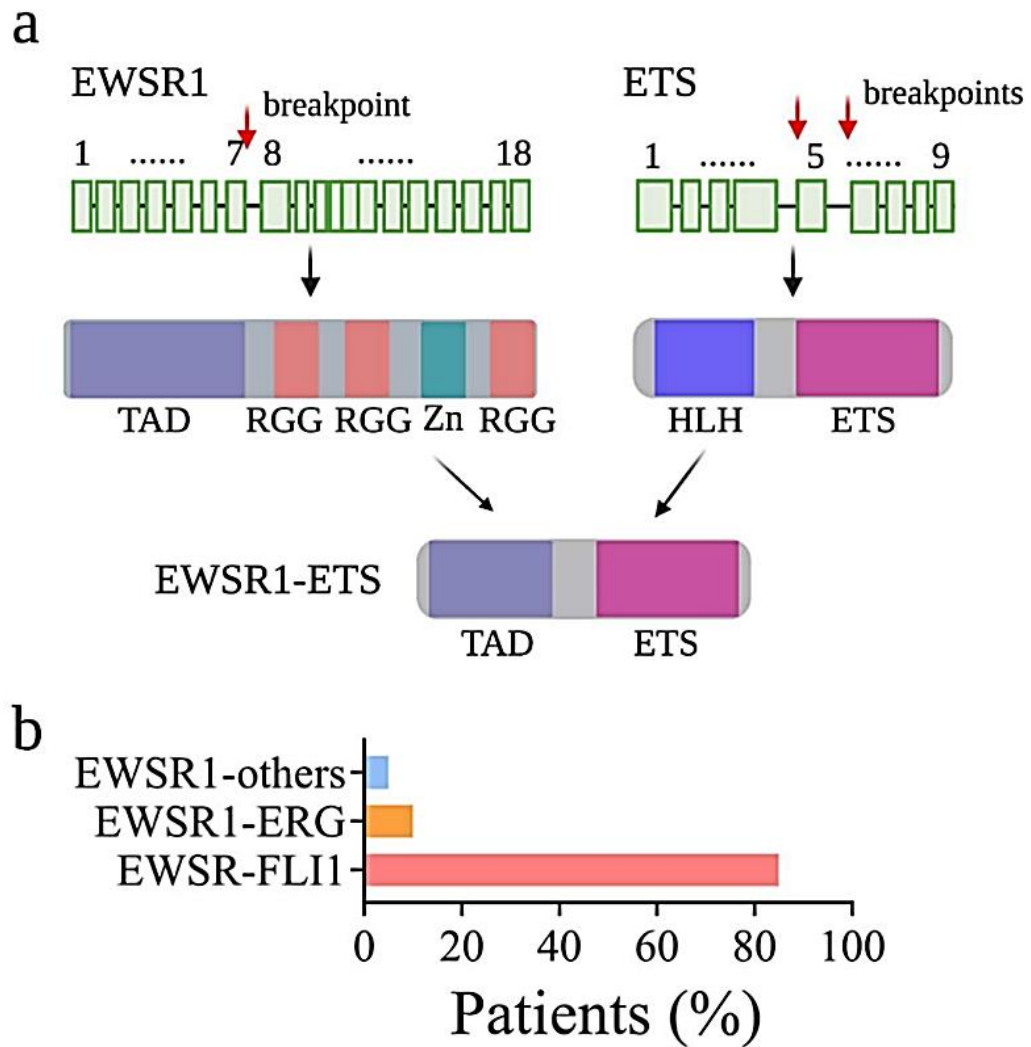 a
EWSR1
breakpoint
1 ...... 7 8 ...... 18
ETS
breakpoints
1 ...... 5 ...... 9
TAD RGG RGG Zn RGG
HLH ETS
EWSR1-ETS
TAD ETS
b
EWSR1-others
EWSR1-ERG
EWSR-FLI1
0 20 40 60 80 100
Patients (%)